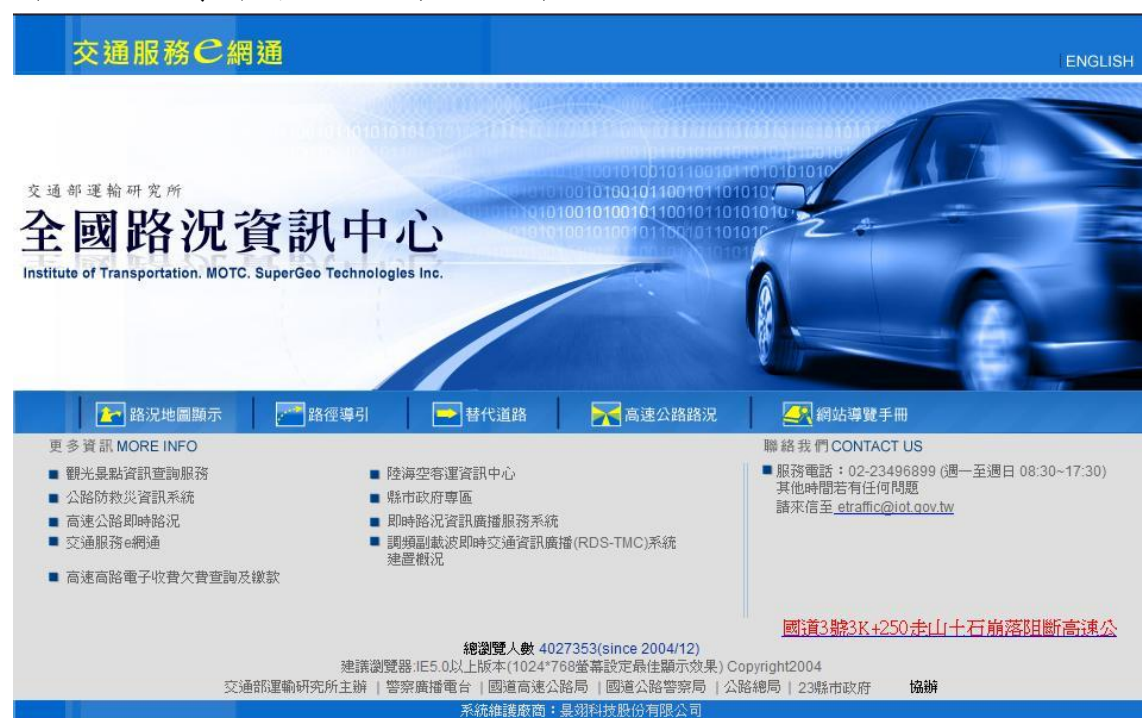 交通服務e網通
ENGLISH
交通部運輸研究所
全國路況資訊中心
Institute of Transportation. MOTC. SuperGeo Technologies Inc.
路況地圖顯示 路徑導引 替代道路 高速公路路況 網站導覽手冊
更多資訊 MORE INFO
觀光景點資訊查詢服務
公路防救災資訊系統
高速公路即時路況
交通服務e網通
高速高路電子收費欠費查詢及繳款
陸海空客運資訊中心
縣市政府專區
即時路況資訊廣播服務系統
調頻副載波即時交通資訊廣播(RDS-TMC)系統
建置概況
聯絡我們 CONTACT US
服務電話：02-23496899 (週一至週日 08:30~17:30)
其他時間若有任何問題
請來信至 etraffic@iot.gov.tw
國道3號3K+250走山土石崩落阻斷高速公
總瀏覽人數 4027353(since 2004/12)
建議瀏覽器:IE5.0以上版本(1024*768螢幕設定最佳顯示效果) Copyright2004
交通部運輸研究所主辦 | 警察廣播電台 | 國道高速公路局 | 國道公路警察局 | 公路總局 | 23縣市政府 協辦
系統維護廠商：景翊科技股份有限公司